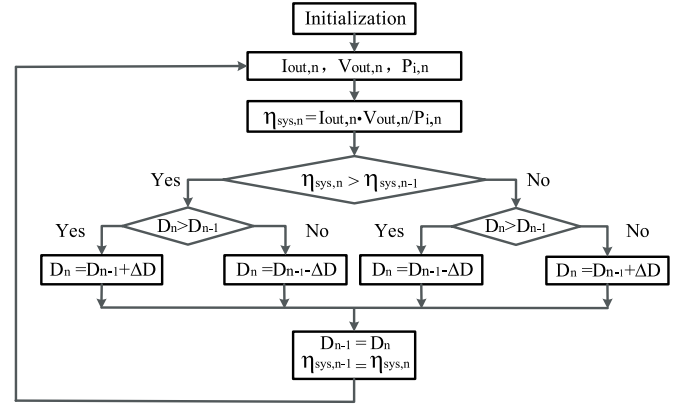 Initialization
Iout,n, Vout,n, Pi,n
ηsys,n=Iout,n•Vout,n/Pi,n
Yes
ηsys,n > ηsys,n-1
No
Yes
Dn>Dn-1
No
Yes
Dn>Dn-1
No
Dn =Dn-1+ΔD
Dn =Dn-1-ΔD
Dn =Dn-1-ΔD
Dn =Dn-1+ΔD
Dn-1 = Dn
ηsys,n-1 = ηsys,n